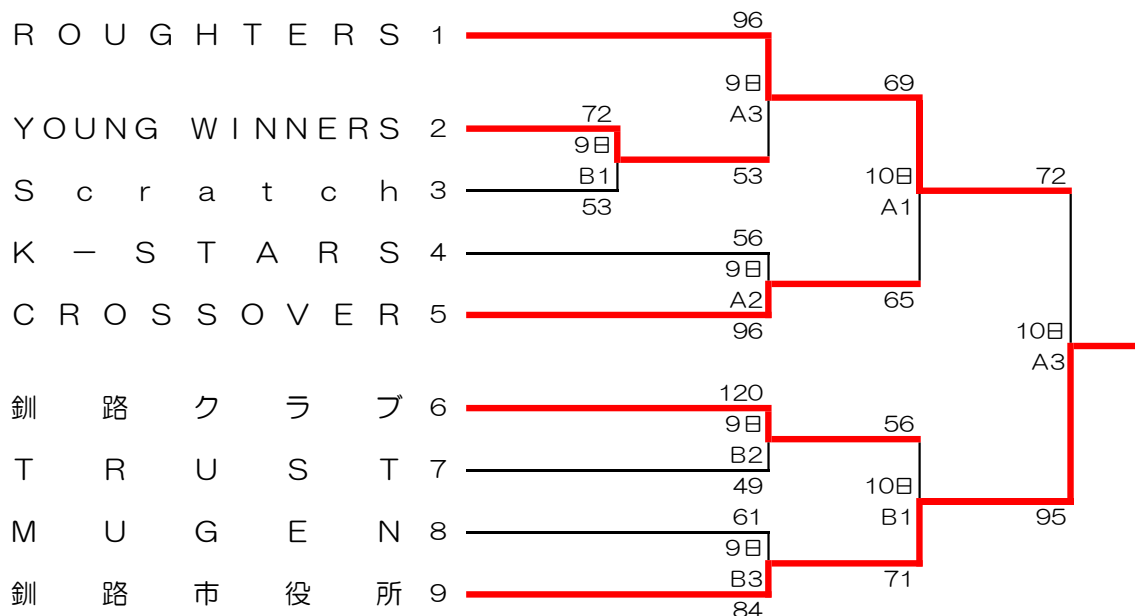 96
ROUGHTERS 1
9日
69
A3
72
YOUNG WINNERS 2
9日
B1
53
10日
72
Scratch 3
53
A1
K－STARS 4
56
9日
A2
65
CROSSOVER 5
96
10日
A3
釧路クラブ 6
120
9日
56
B2
TRUST 7
49
10日
MUGEN 8
61
B1
95
9日
B3
71
釧路市役所 9
84